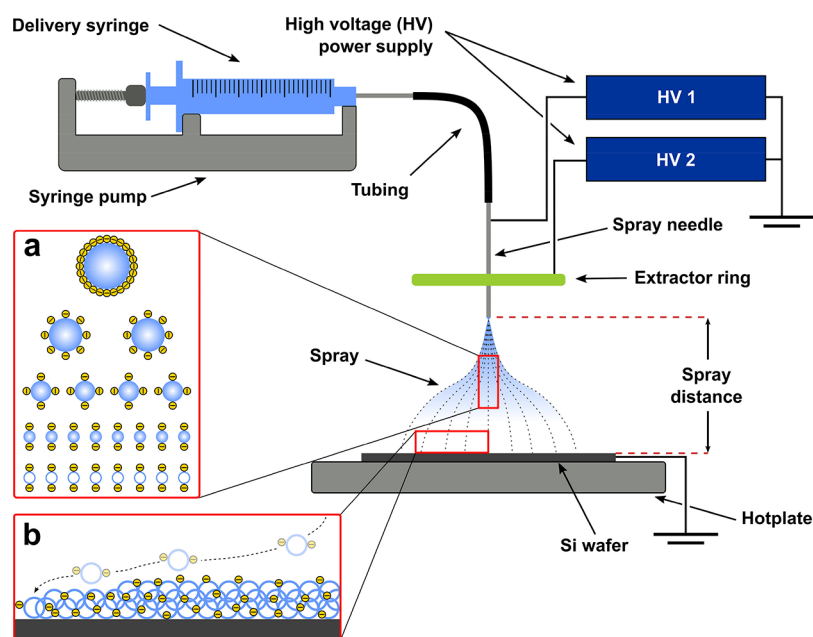 Delivery syringe
High voltage (HV)
power supply
HV 1
HV 2
Tubing
Syringe pump
Spray needle
Extractor ring
a
Spray
Spray
distance
Hotplate
Si wafer
b